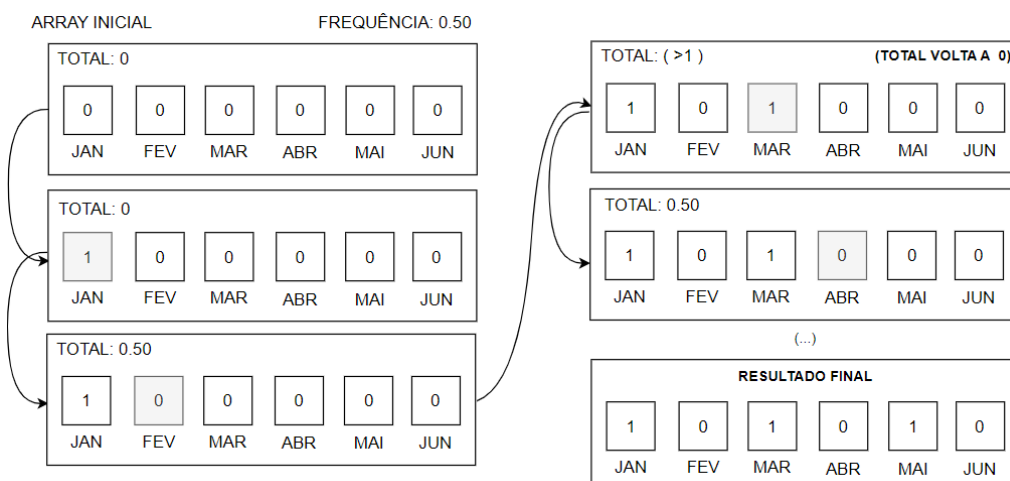 ARRAY INICIAL FREQUÊNCIA: 0.50
TOTAL: 0
0 0 0 0 0 0
JAN FEV MAR ABR MAI JUN
TOTAL: 0
1 0 0 0 0 0
JAN FEV MAR ABR MAI JUN
TOTAL: 0.50
1 0 0 0 0 0
JAN FEV MAR ABR MAI JUN
TOTAL: ( >1 ) (TOTAL VOLTA A 0)
1 0 1 0 0 0
JAN FEV MAR ABR MAI JUN
TOTAL: 0.50
1 0 1 0 0 0
JAN FEV MAR ABR MAI JUN
(...)
RESULTADO FINAL
1 0 1 0 1 0
JAN FEV MAR ABR MAI JUN